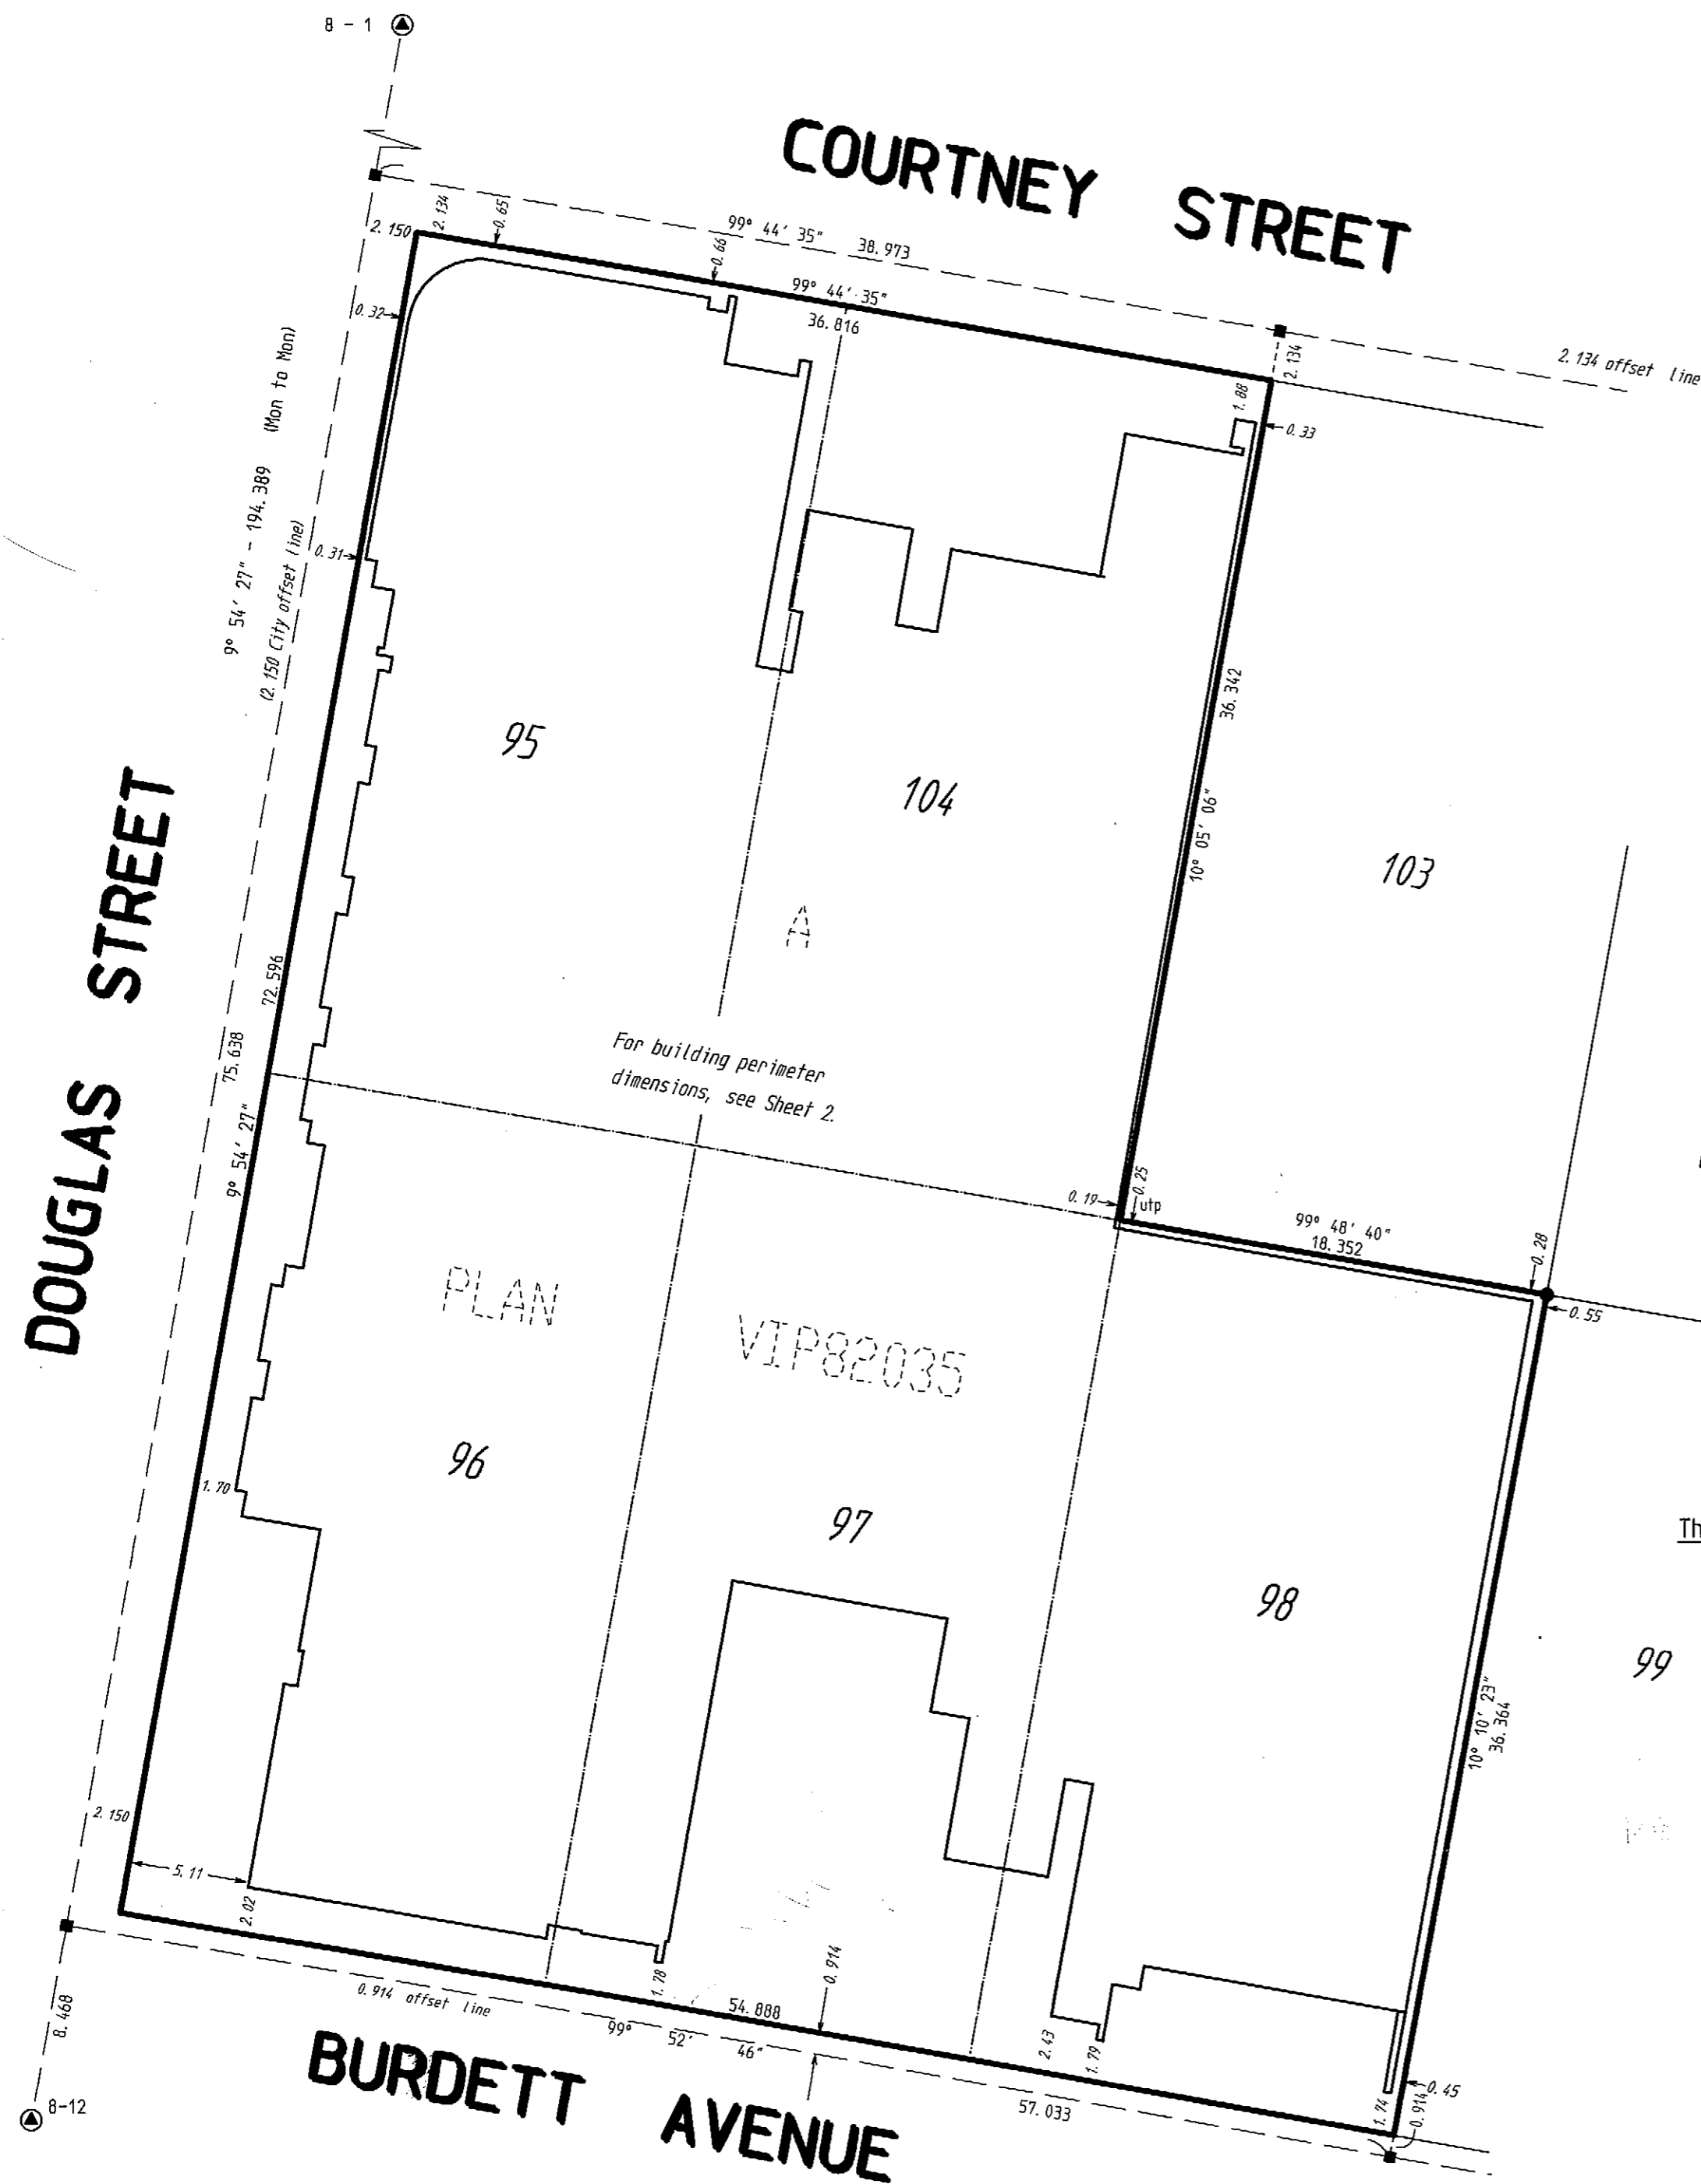 8 - 1
COURTNEY STREET
2.150
2.134
0.65
0.66
99° 44' 35" 38.973
99° 44' 35"
36.816
2.134
2.134 offset line
1.88
0.33
0.32
9° 54' 27" - 194.389 (Mon to Mon)
(2.150 City offset line)
0.31
36.342
95
104
10° 05' 06"
103
DOUGLAS STREET
A
72.596
75.638
9° 54' 27"
For building perimeter
dimensions, see Sheet 2.
0.19
0.25
utp
99° 48' 40"
18.352
0.28
0.55
PLAN
VIP82035
96
1.70
97
98
Th
99
10° 10' 23"
36.364
2.150
5.11
2.02
0.914
1.78
54.888
0.914 offset line
99° 52' 46"
8.468
2.43
1.79
57.033
1.74
0.914
0.45
8-12
BURDETT AVENUE